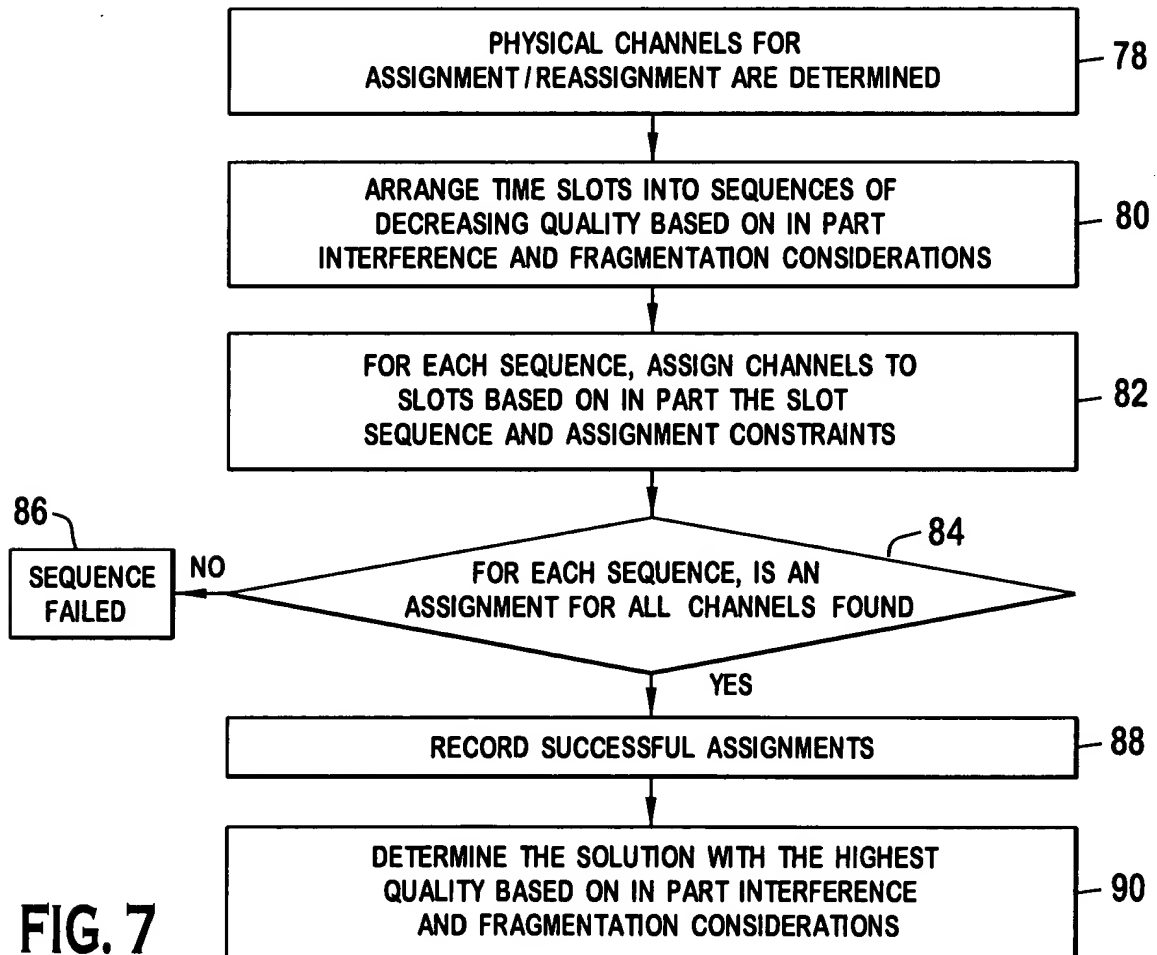 PHYSICAL CHANNELS FOR
ASSIGNMENT/REASSIGNMENT ARE DETERMINED
78
ARRANGE TIME SLOTS INTO SEQUENCES OF
DECREASING QUALITY BASED ON IN PART
INTERFERENCE AND FRAGMENTATION CONSIDERATIONS
80
FOR EACH SEQUENCE, ASSIGN CHANNELS TO
SLOTS BASED ON IN PART THE SLOT
SEQUENCE AND ASSIGNMENT CONSTRAINTS
82
86
SEQUENCE
FAILED
NO
84
FOR EACH SEQUENCE, IS AN
ASSIGNMENT FOR ALL CHANNELS FOUND
YES
RECORD SUCCESSFUL ASSIGNMENTS
88
DETERMINE THE SOLUTION WITH THE HIGHEST
QUALITY BASED ON IN PART INTERFERENCE
AND FRAGMENTATION CONSIDERATIONS
90
FIG. 7